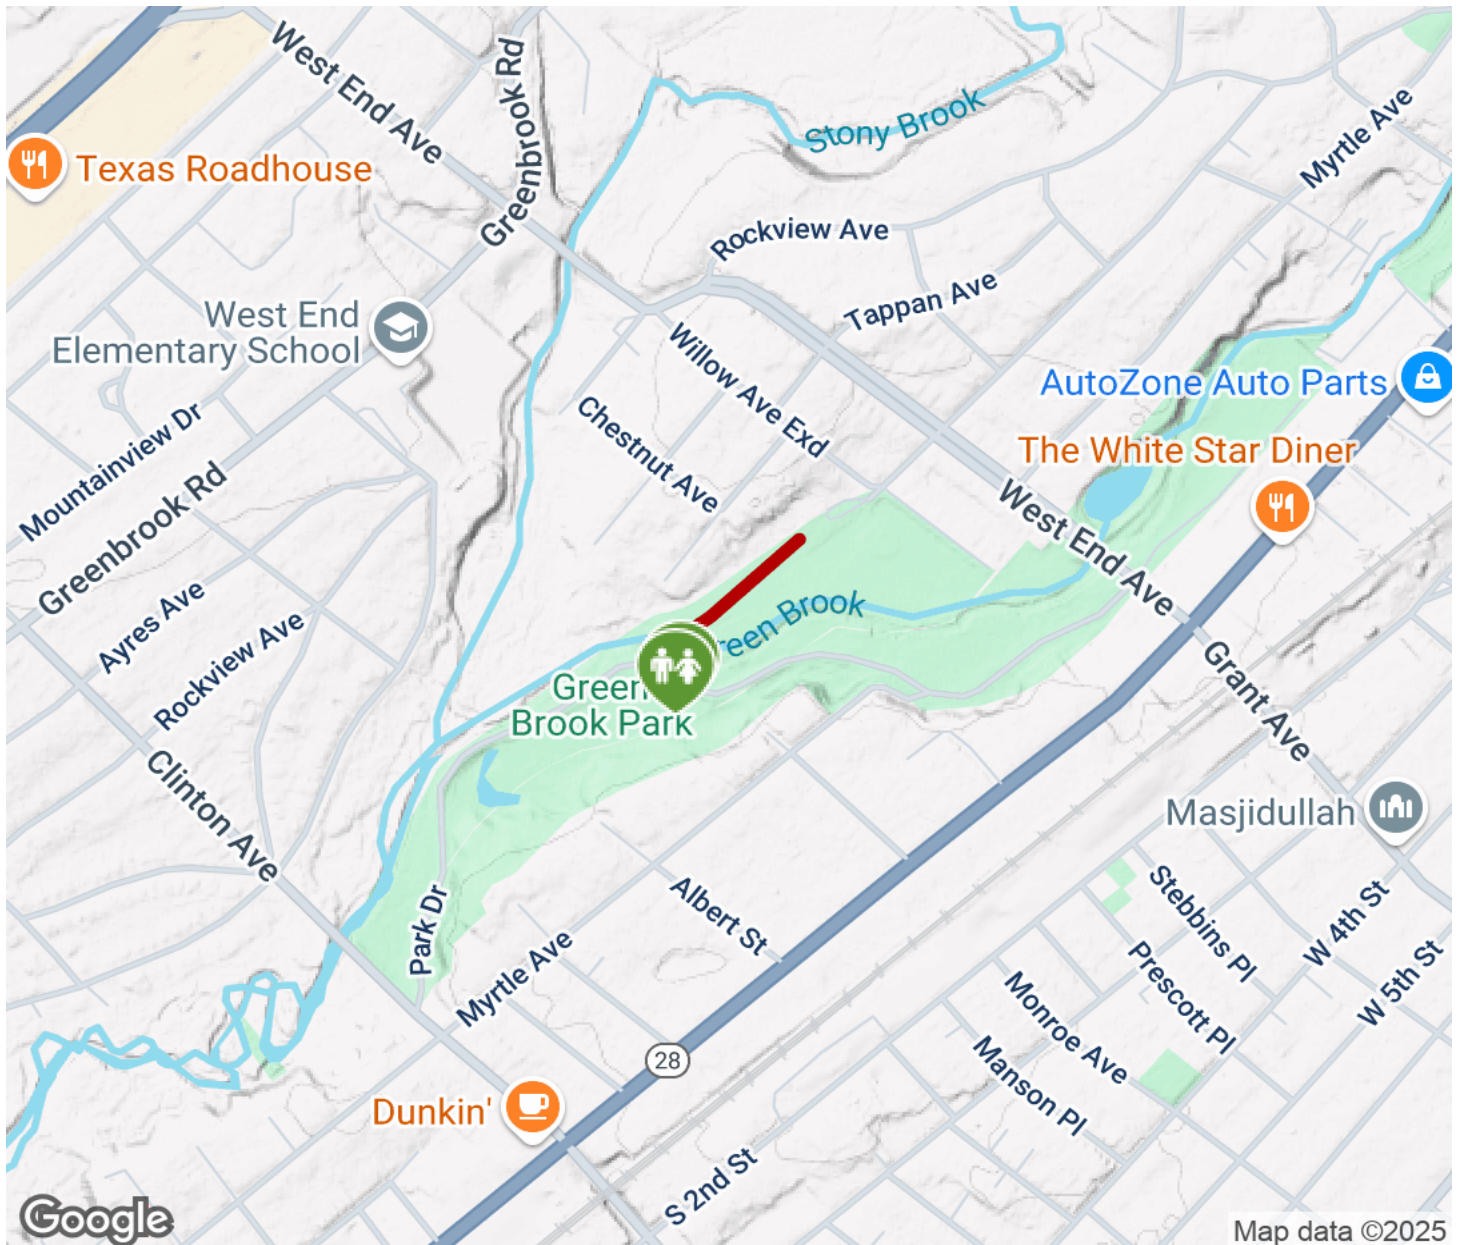 West End Ave
Greenbrook Rd
Stony Brook
Myrtle Ave
Texas Roadhouse
Rockview Ave
Tappan Ave
West End
Elementary School
Willow Ave Exd
AutoZone Auto Parts
Chestnut Ave
The White Star Diner
Mountainview Dr
Greenbrook Rd
West End Ave
Ayres Ave
Rockview Ave
reen Brook
Green
Brook Park
Grant Ave
Clinton Ave
Masjidullah
Albert St
Stebbins Pl
W 4th St
Park Dr
Myrtle Ave
Prescott Pl
W 5th St
Monroe Ave
28
Manson Pl
Dunkin'
S 2nd St
Google
Map data ©2025